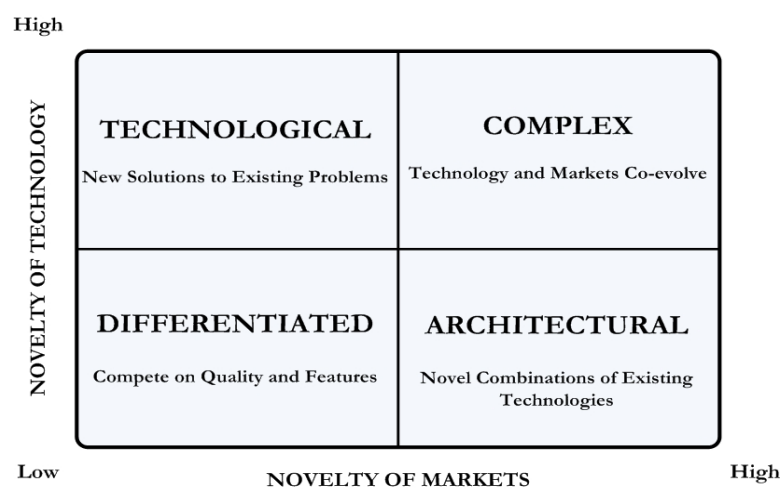 High
NOVELTY OF TECHNOLOGY
TECHNOLOGICAL
New Solutions to Existing Problems
COMPLEX
Technology and Markets Co-evolve
DIFFERENTIATED
Compete on Quality and Features
ARCHITECTURAL
Novel Combinations of Existing
Technologies
Low
NOVELTY OF MARKETS
High